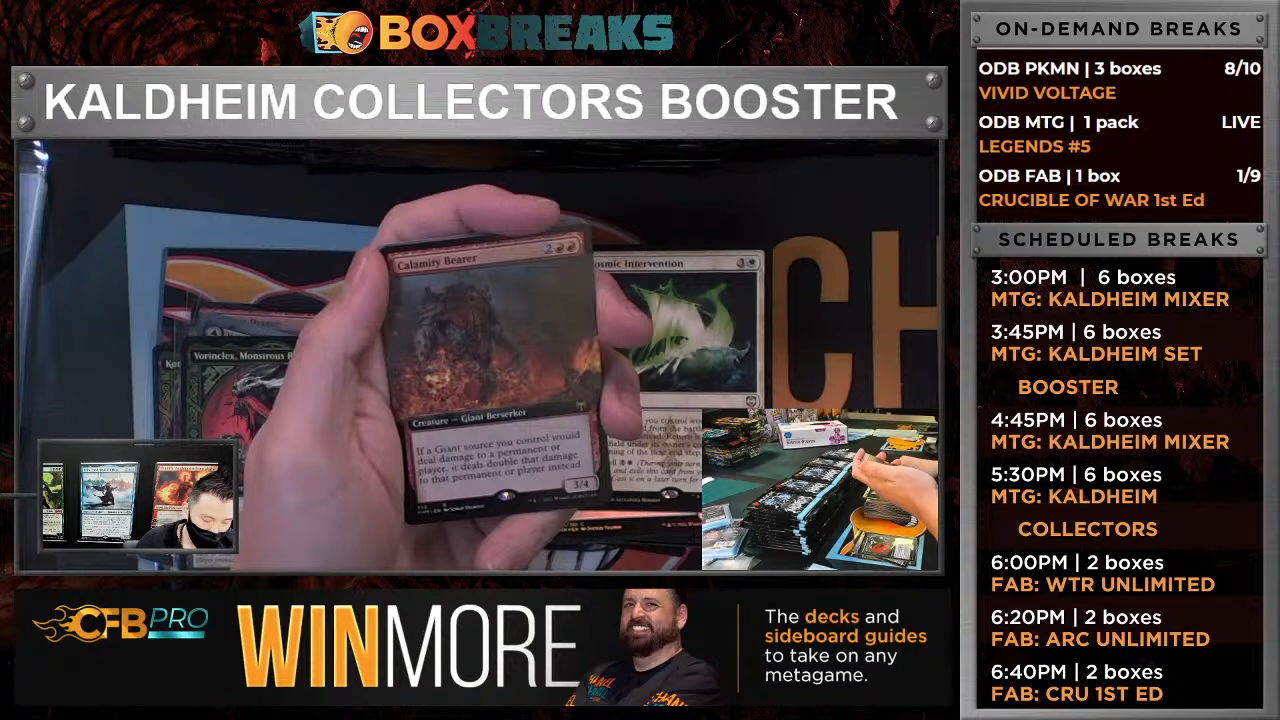 BOXBREAKS
KALDHEIM COLLECTORS BOOSTER
Calamity Bearer
2
Cosmic Intervention
3
Vorinclex, Monstrous R
CH
Creature — Giant Berserker
If a Giant source you control would
deal damage to a permanent or
player, it deals double that damage
to that permanent or player instead
3/4
CFB PRO
WINMORE
The decks and
sideboard guides
to take on any
metagame.
ON-DEMAND BREAKS
ODB PKMN | 3 boxes 8/10
VIVID VOLTAGE
ODB MTG | 1 pack LIVE
LEGENDS #5
ODB FAB | 1 box 1/9
CRUCIBLE OF WAR 1st Ed
SCHEDULED BREAKS
3:00PM | 6 boxes
MTG: KALDHEIM MIXER
3:45PM | 6 boxes
MTG: KALDHEIM SET
BOOSTER
4:45PM | 6 boxes
MTG: KALDHEIM MIXER
5:30PM | 6 boxes
MTG: KALDHEIM
COLLECTORS
6:00PM | 2 boxes
FAB: WTR UNLIMITED
6:20PM | 2 boxes
FAB: ARC UNLIMITED
6:40PM | 2 boxes
FAB: CRU 1ST ED